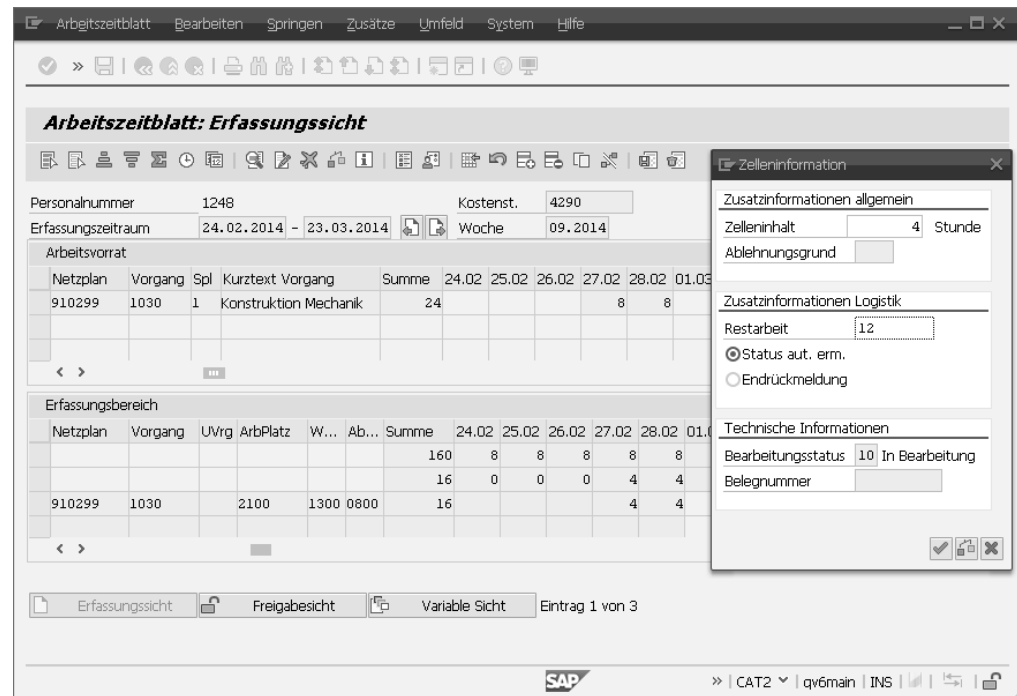 Arbeitszeitblatt Bearbeiten Springen Zusätze Umfeld System Hilfe
Arbeitszeitblatt: Erfassungssicht
Personalnummer 1248 Kostenst. 4290
Erfassungszeitraum 24.02.2014 - 23.03.2014 Woche 09.2014
Arbeitsvorrat
Netzplan Vorgang Spl Kurztext Vorgang Summe 24.02 25.02 26.02 27.02 28.02 01.03
910299 1030 1 Konstruktion Mechanik 24 8 8
Erfassungsbereich
Netzplan Vorgang UVrg ArbPlatz W... Ab... Summe 24.02 25.02 26.02 27.02 28.02 01.0
160 8 8 8 8 8
16 0 0 0 4 4
910299 1030 2100 1300 0800 16 4 4
Erfassungssicht Freigabesicht Variable Sicht Eintrag 1 von 3
Zelleninformation
Zusatzinformationen allgemein
Zelleninhalt 4 Stunde
Ablehnungsgrund
Zusatzinformationen Logistik
Restarbeit 12
Status aut. erm.
Endrückmeldung
Technische Informationen
Bearbeitungsstatus 10 In Bearbeitung
Belegnummer
SAP » | CAT2 | qv6main | INS